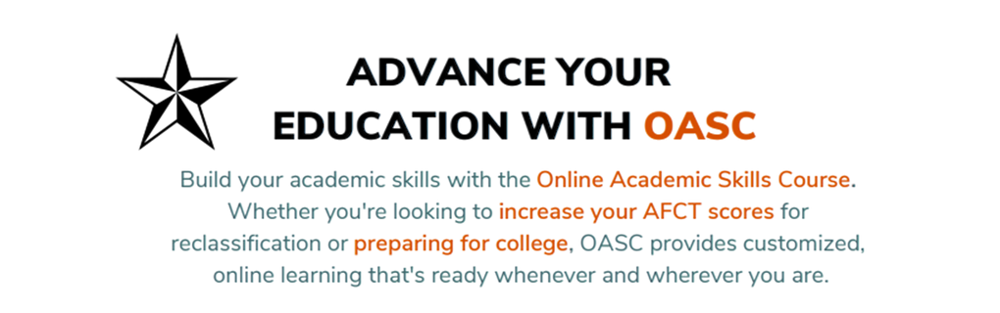 ADVANCE YOUR
EDUCATION WITH OASC
Build your academic skills with the Online Academic Skills Course.
Whether you're looking to increase your AFCT scores for
reclassification or preparing for college, OASC provides customized,
online learning that's ready whenever and wherever you are.